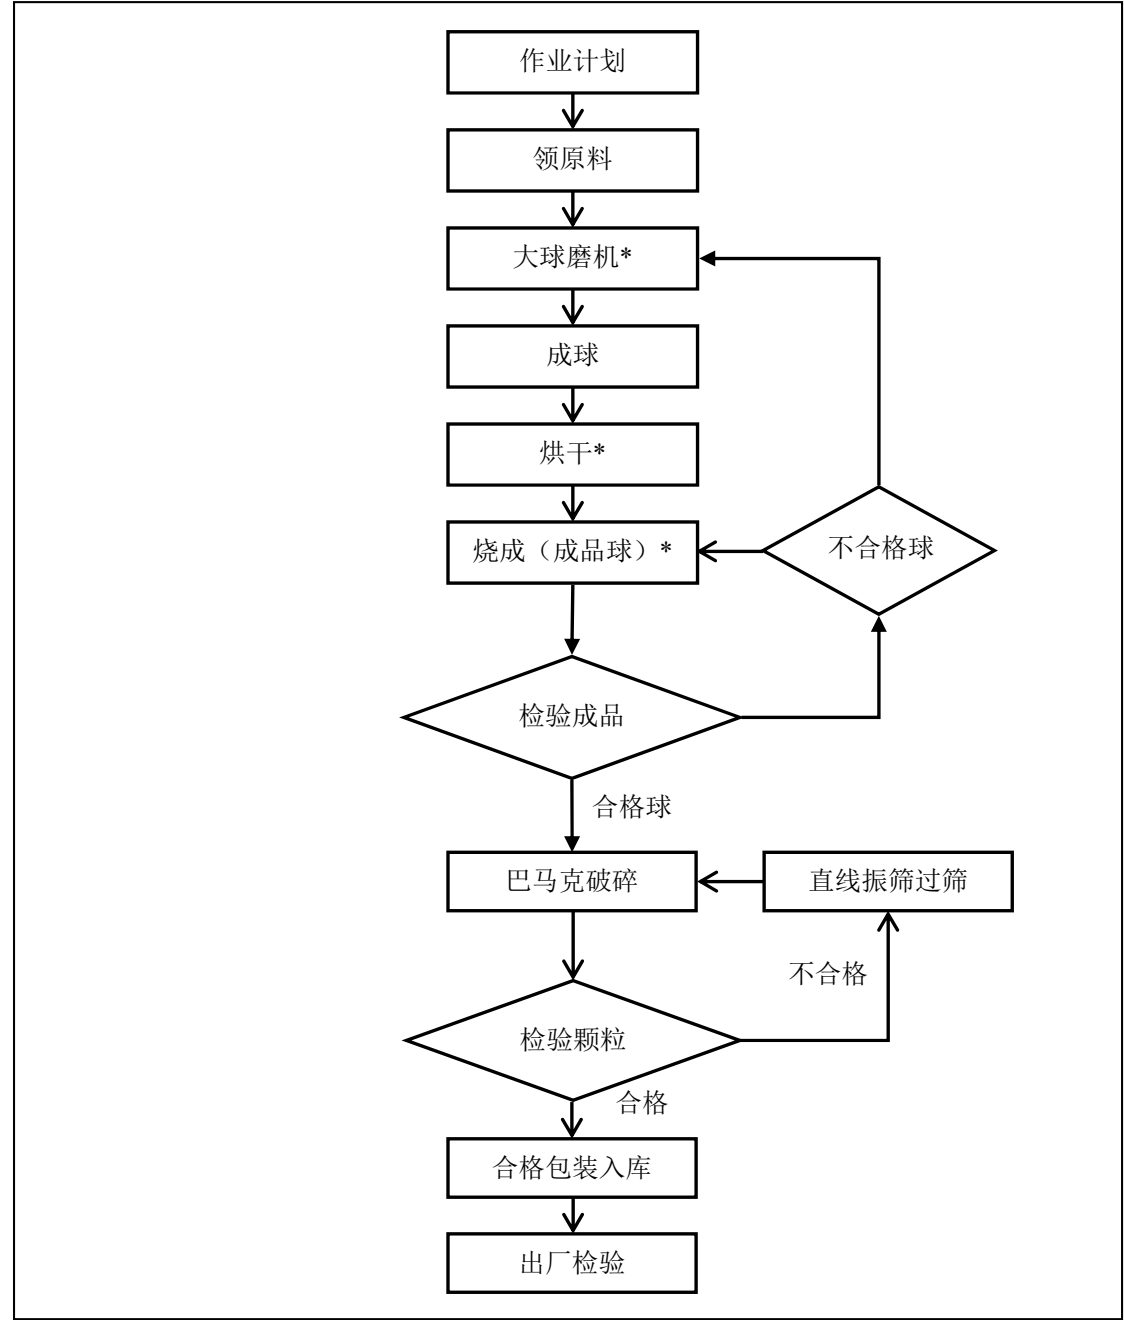 作业计划
领原料
大球磨机*
成球
烘干*
烧成（成品球）*
不合格球
检验成品
合格球
巴马克破碎
直线振筛过筛
不合格
检验颗粒
合格
合格包装入库
出厂检验